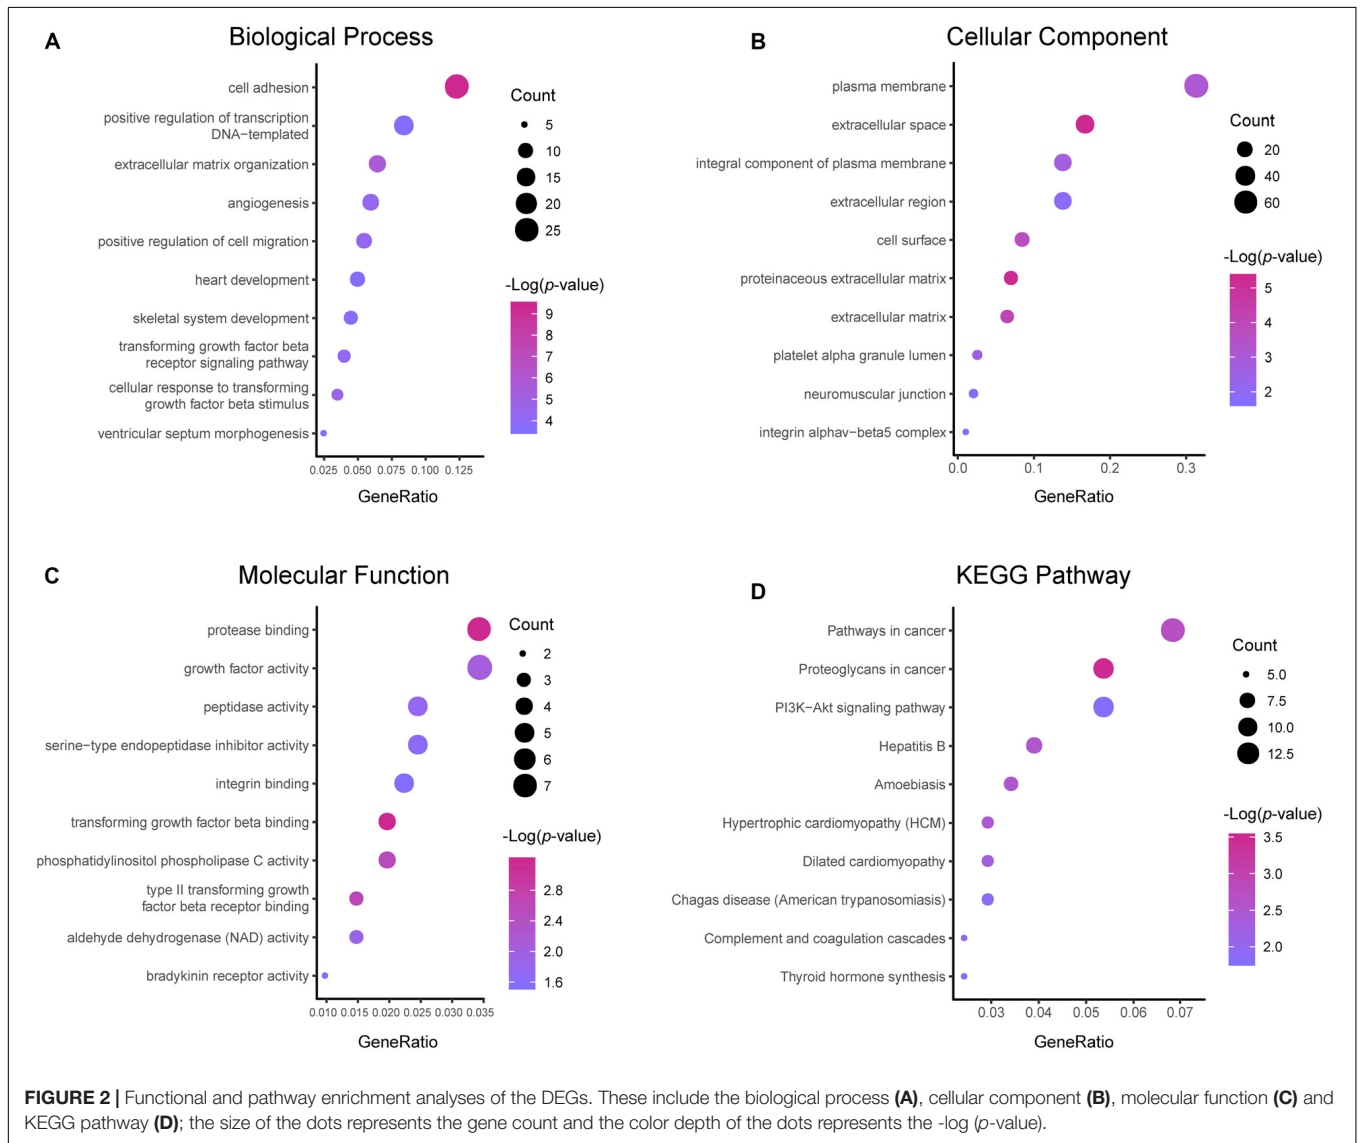 A
Biological Process
cell adhesion
positive regulation of transcription
DNA−templated
extracellular matrix organization
angiogenesis
positive regulation of cell migration
heart development
skeletal system development
transforming growth factor beta
receptor signaling pathway
cellular response to transforming
growth factor beta stimulus
ventricular septum morphogenesis
0.025 0.050 0.075 0.100 0.125
GeneRatio
Count
5
10
15
20
25
-Log(p-value)
9
8
7
6
5
4
B
Cellular Component
plasma membrane
extracellular space
integral component of plasma membrane
extracellular region
cell surface
proteinaceous extracellular matrix
extracellular matrix
platelet alpha granule lumen
neuromuscular junction
integrin alphav−beta5 complex
0.0 0.1 0.2 0.3
GeneRatio
Count
20
40
60
-Log(p-value)
5
4
3
2
C
Molecular Function
protease binding
growth factor activity
peptidase activity
serine-type endopeptidase inhibitor activity
integrin binding
transforming growth factor beta binding
phosphatidylinositol phospholipase C activity
type II transforming growth
factor beta receptor binding
aldehyde dehydrogenase (NAD) activity
bradykinin receptor activity
0.010 0.015 0.020 0.025 0.030 0.035
GeneRatio
Count
2
3
4
5
6
7
-Log(p-value)
2.8
2.4
2.0
1.6
D
KEGG Pathway
Pathways in cancer
Proteoglycans in cancer
PI3K−Akt signaling pathway
Hepatitis B
Amoebiasis
Hypertrophic cardiomyopathy (HCM)
Dilated cardiomyopathy
Chagas disease (American trypanosomiasis)
Complement and coagulation cascades
Thyroid hormone synthesis
0.03 0.04 0.05 0.06 0.07
GeneRatio
Count
5.0
7.5
10.0
12.5
-Log(p-value)
3.5
3.0
2.5
2.0
FIGURE 2 | Functional and pathway enrichment analyses of the DEGs. These include the biological process (A), cellular component (B), molecular function (C) and
KEGG pathway (D); the size of the dots represents the gene count and the color depth of the dots represents the -log (p-value).